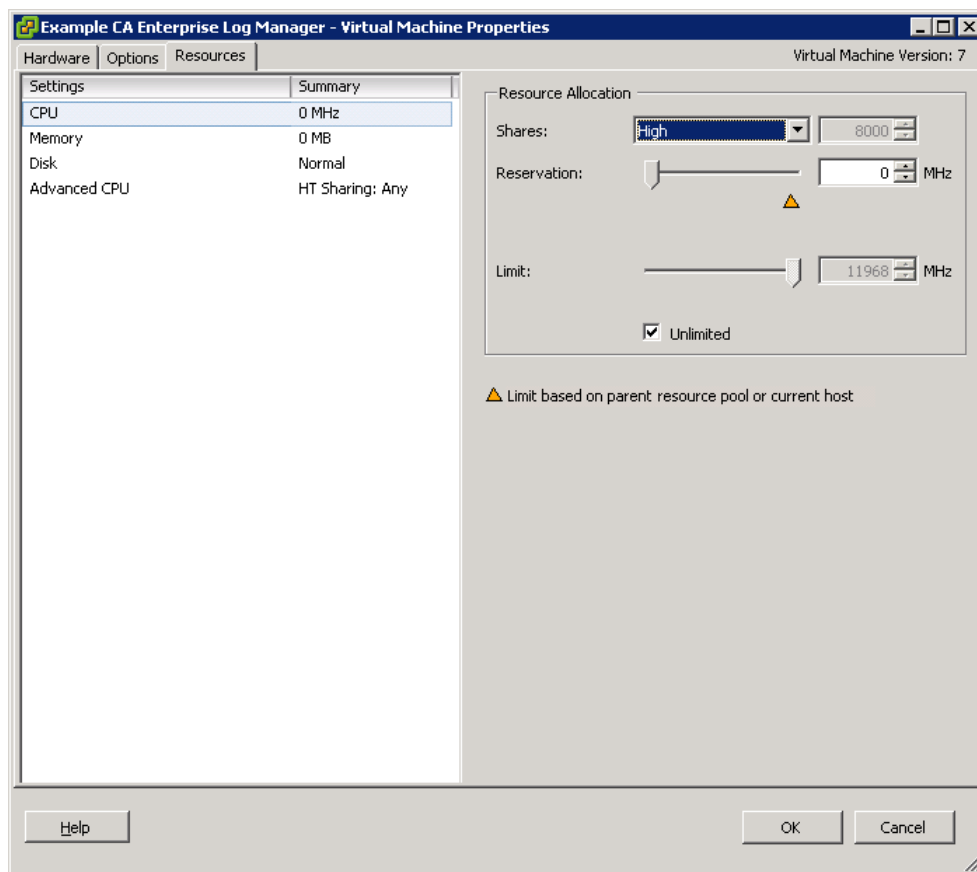 Example CA Enterprise Log Manager - Virtual Machine Properties
Hardware Options Resources Virtual Machine Version: 7
Settings Summary
CPU 0 MHz
Memory 0 MB
Disk Normal
Advanced CPU HT Sharing: Any
Resource Allocation
Shares: High 8000
Reservation: 0 MHz
Limit: 11968 MHz
Unlimited
Limit based on parent resource pool or current host
Help OK Cancel